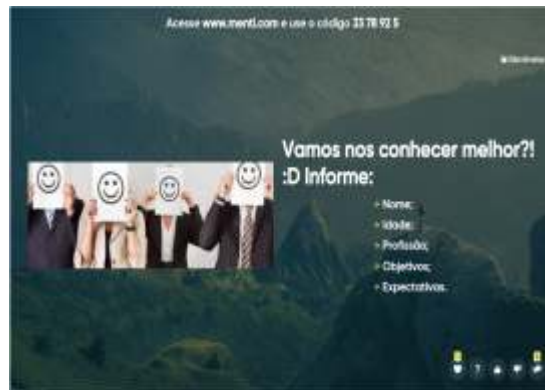 Acesse www.menti.com e use o código 33 78 92 5
Vamos nos conhecer melhor?!
:D Informe:
Nome;
Idade;
Profissão;
Objetivos;
Expectativas.